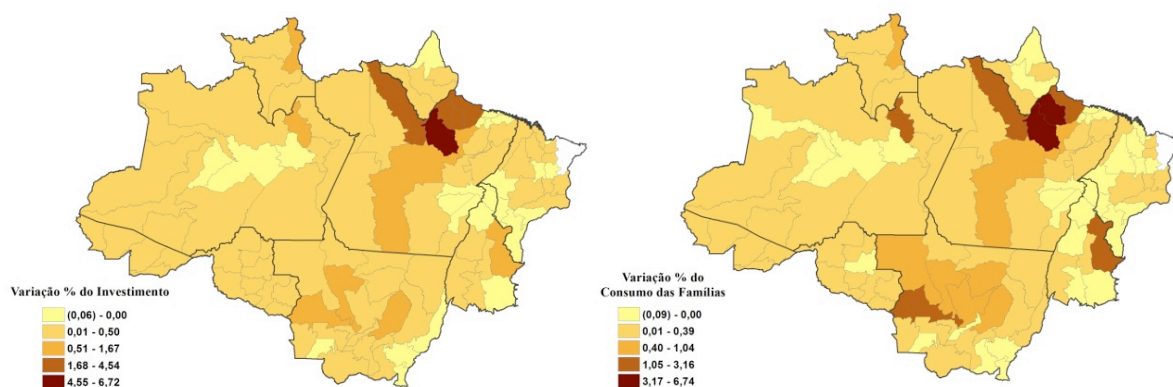 Variação % do Investimento
(0,06) - 0,00
0,01 - 0,50
0,51 - 1,67
1,68 - 4,54
4,55 - 6,72
Variação % do
Consumo das Famílias
(0,09) - 0,00
0,01 - 0,39
0,40 - 1,04
1,05 - 3,16
3,17 - 6,74